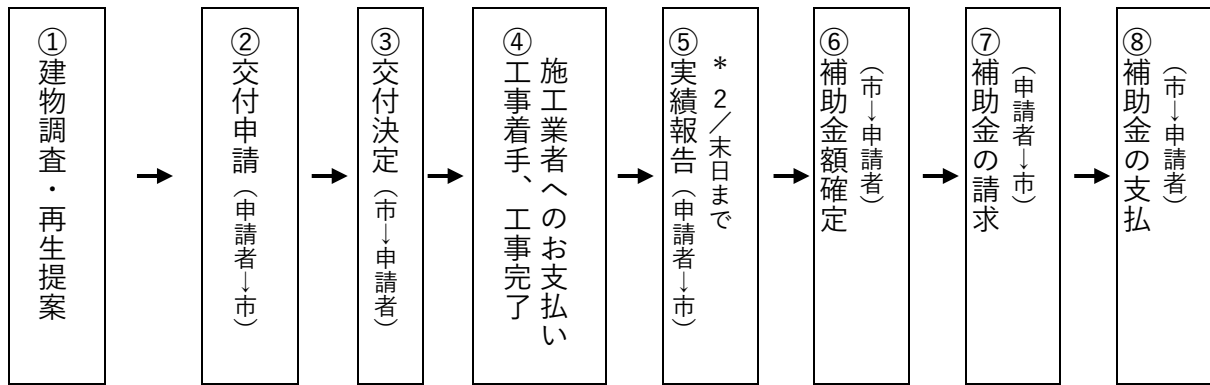 ①
建物調査・再生提案
②
交付申請（申請者→市）
③
交付決定（市→申請者）
④
工事着手、工事完了
施工業者へのお支払い
⑤
実績報告（申請者→市）
＊2／末日まで
⑥
補助金額確定
（市→申請者）
⑦
補助金の請求
（申請者→市）
⑧
補助金の支払
（市→申請者）